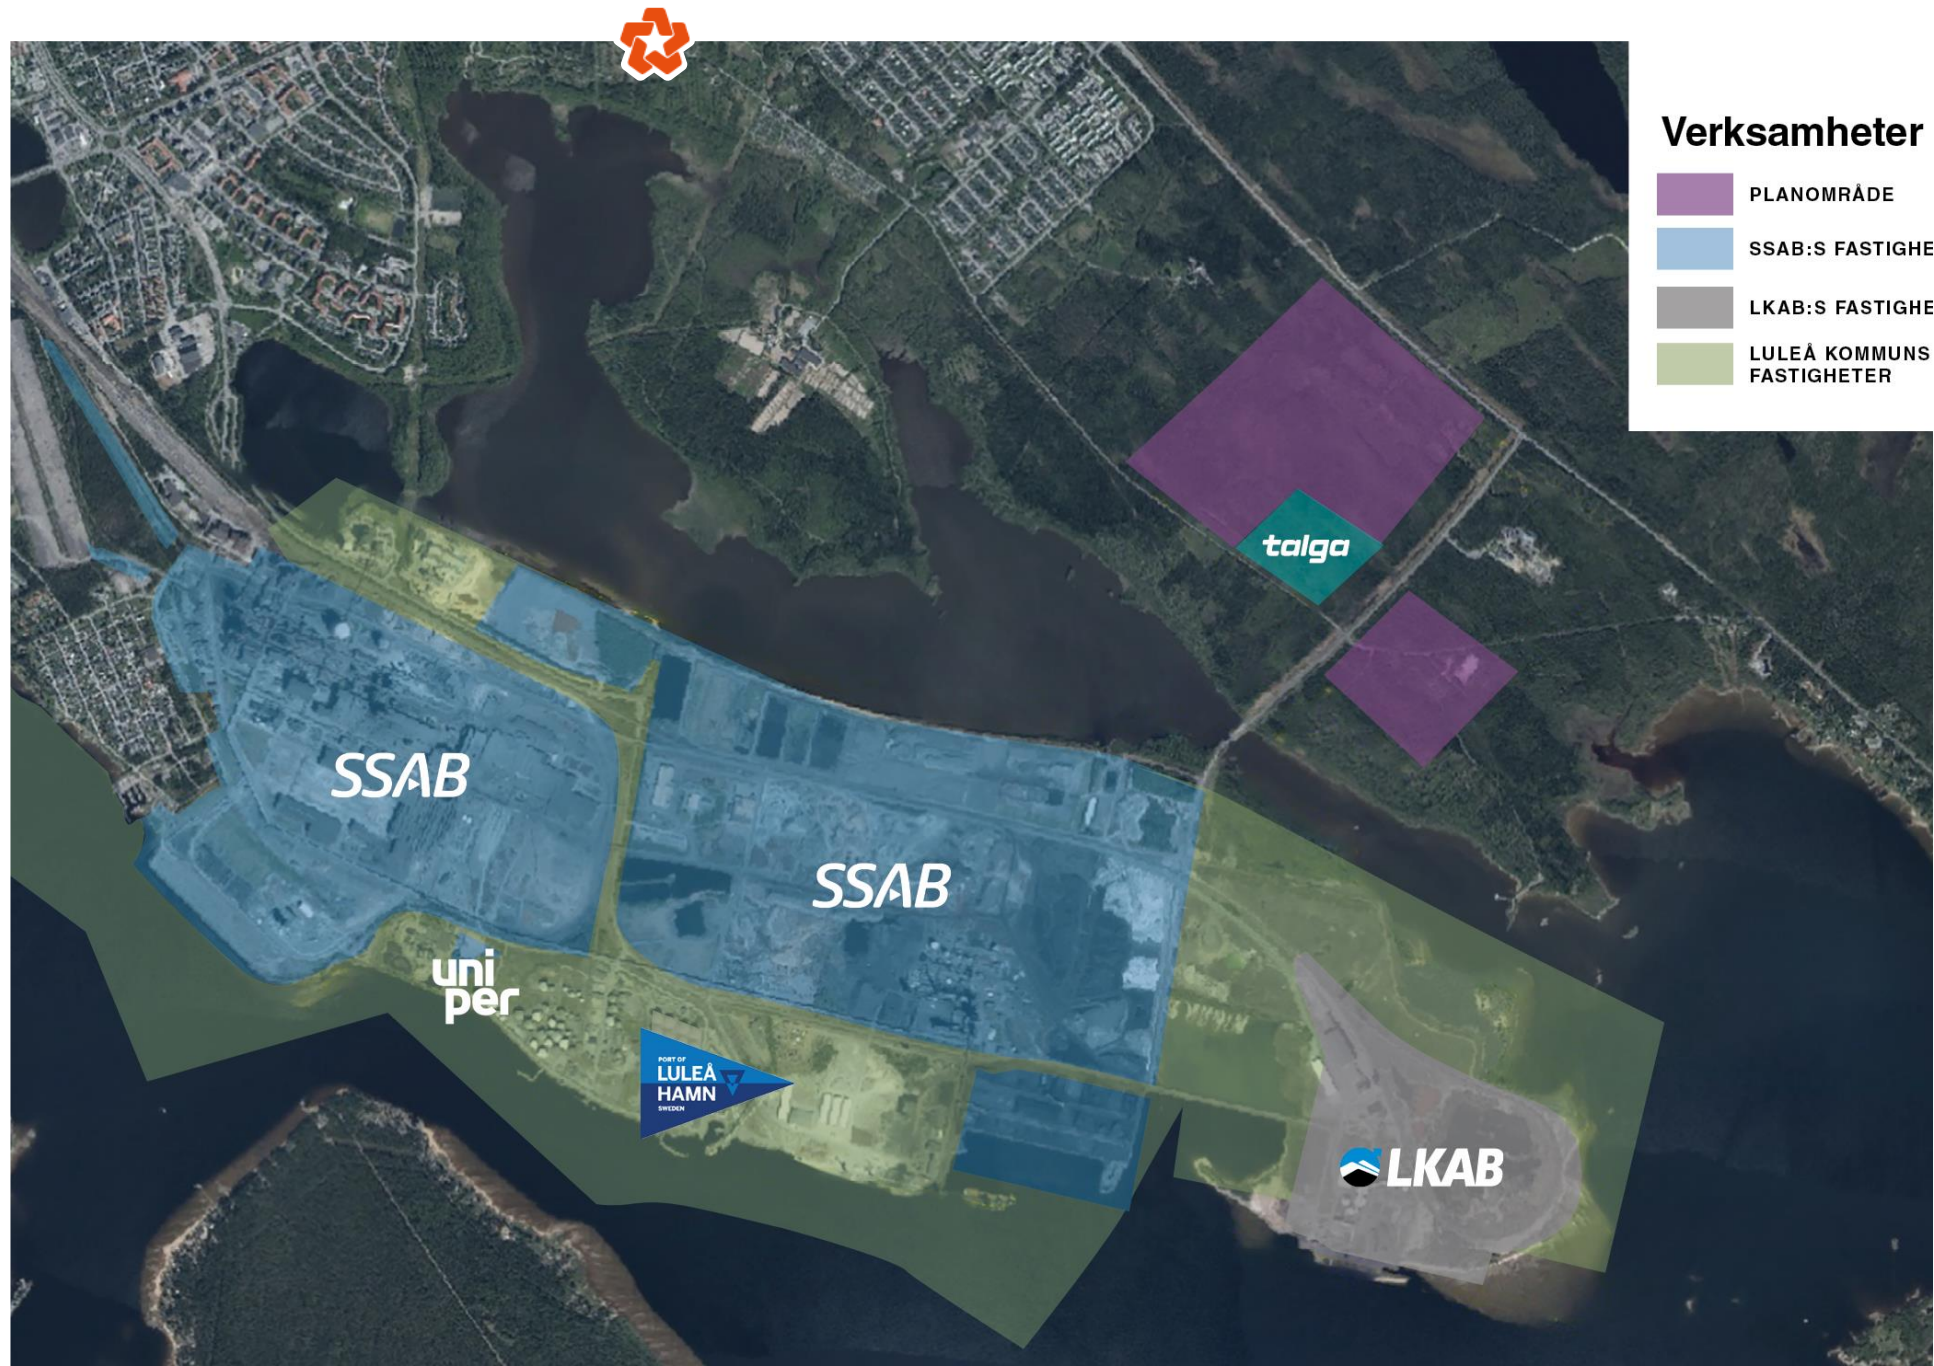 Verksamheter
PLANOMRÅDE
SSAB:S FASTIGHE
LKAB:S FASTIGHE
LULEÅ KOMMUNS
FASTIGHETER
talga
SSAB
SSAB
uni
per
PORT OF
LULEÅ
HAMN
SWEDEN
LKAB